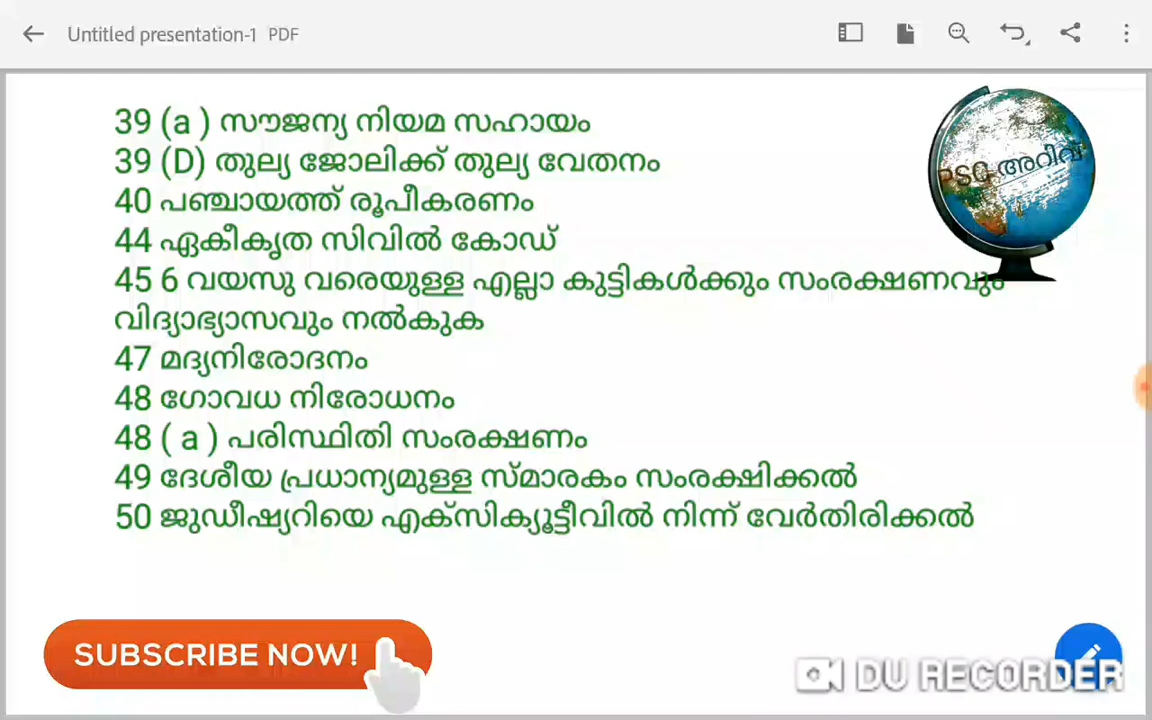 Untitled presentation-1 PDF
39 (a ) സൗജന്യ നിയമ സഹായം
39 (D) തുല്യ ജോലിക്ക് തുല്യ വേതനം
40 പഞ്ചായത്ത് രൂപീകരണം
44 ഏകീകൃത സിവിൽ കോഡ്
45 6 വയസു വരെയുള്ള എല്ലാ കുട്ടികൾക്കും സംരക്ഷണവും
വിദ്യാഭ്യാസവും നൽകുക
47 മദ്യനിരോദനം
48 ഗോവധ നിരോധനം
48 ( a ) പരിസ്ഥിതി സംരക്ഷണം
49 ദേശീയ പ്രധാന്യമുള്ള സ്മാരകം സംരക്ഷിക്കൽ
50 ജുഡീഷ്യറിയെ എക്സിക്യൂട്ടീവിൽ നിന്ന് വേർതിരിക്കൽ
PSC അറിവ്
SUBSCRIBE NOW!
DU RECORDER